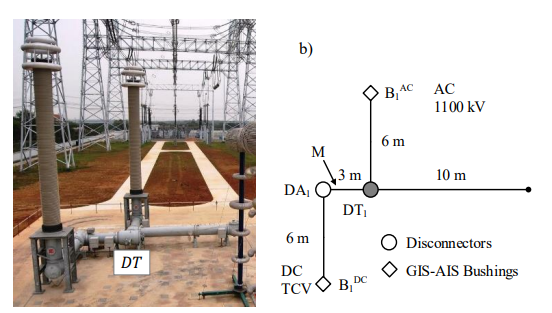 DT
b)
B₁ᴬᶜ
AC
1100 kV
6 m
M
3 m
10 m
DA₁
DT₁
6 m
Disconnectors
DC
TCV
B₁ᴰᶜ
GIS-AIS Bushings